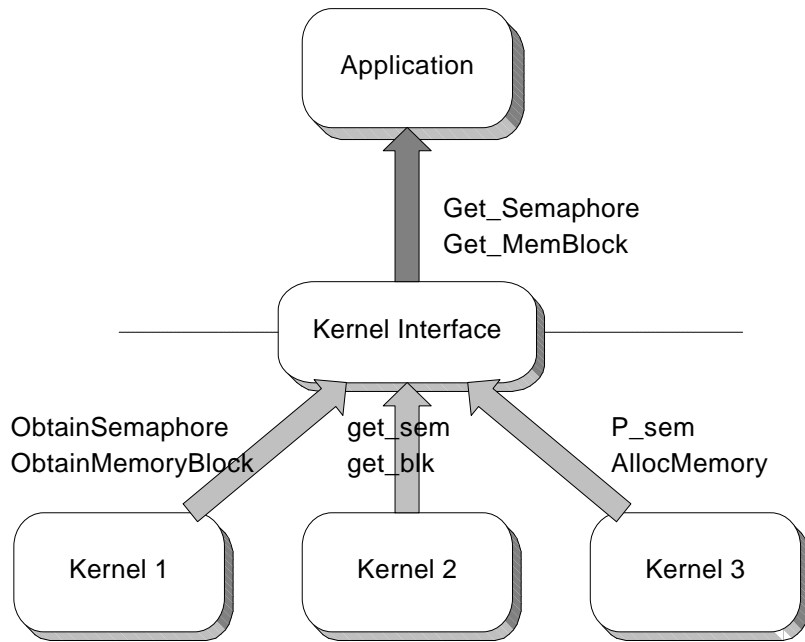 Application
Get_Semaphore
Get_MemBlock
Kernel Interface
ObtainSemaphore
ObtainMemoryBlock
get_sem
get_blk
P_sem
AllocMemory
Kernel 1
Kernel 2
Kernel 3